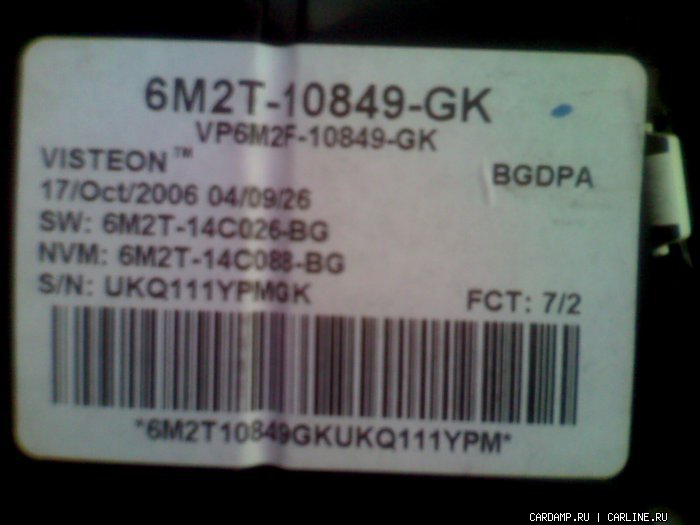 6M2T-10849-GK
VP6M2F-10849-GK
VISTEON™
BGDPA
17/Oct/2006 04/09/26
SW: 6M2T-14C026-BG
NVM: 6M2T-14C088-BG
S/N: UKQ111YPMGK
FCT: 7/2
*6M2T10849GKUKQ111YPM*
CARDAMP.RU | CARLINE.RU